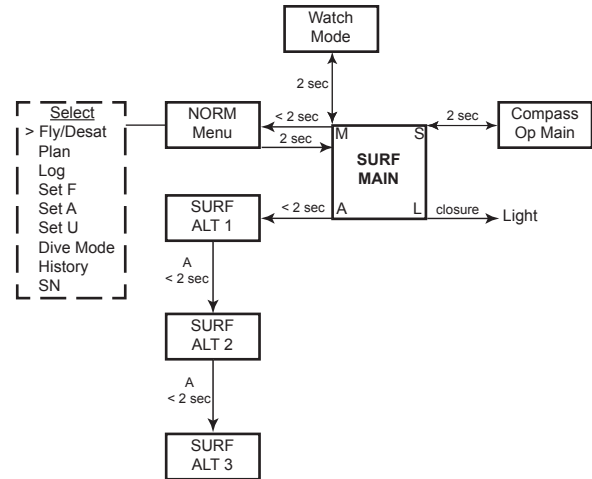 Watch
Mode
2 sec
Select
> Fly/Desat
Plan
Log
Set F
Set A
Set U
Dive Mode
History
SN
NORM
Menu
< 2 sec
2 sec
M
S
SURF
MAIN
A
L
2 sec
Compass
Op Main
SURF
ALT 1
< 2 sec
closure
Light
A
< 2 sec
SURF
ALT 2
A
< 2 sec
SURF
ALT 3